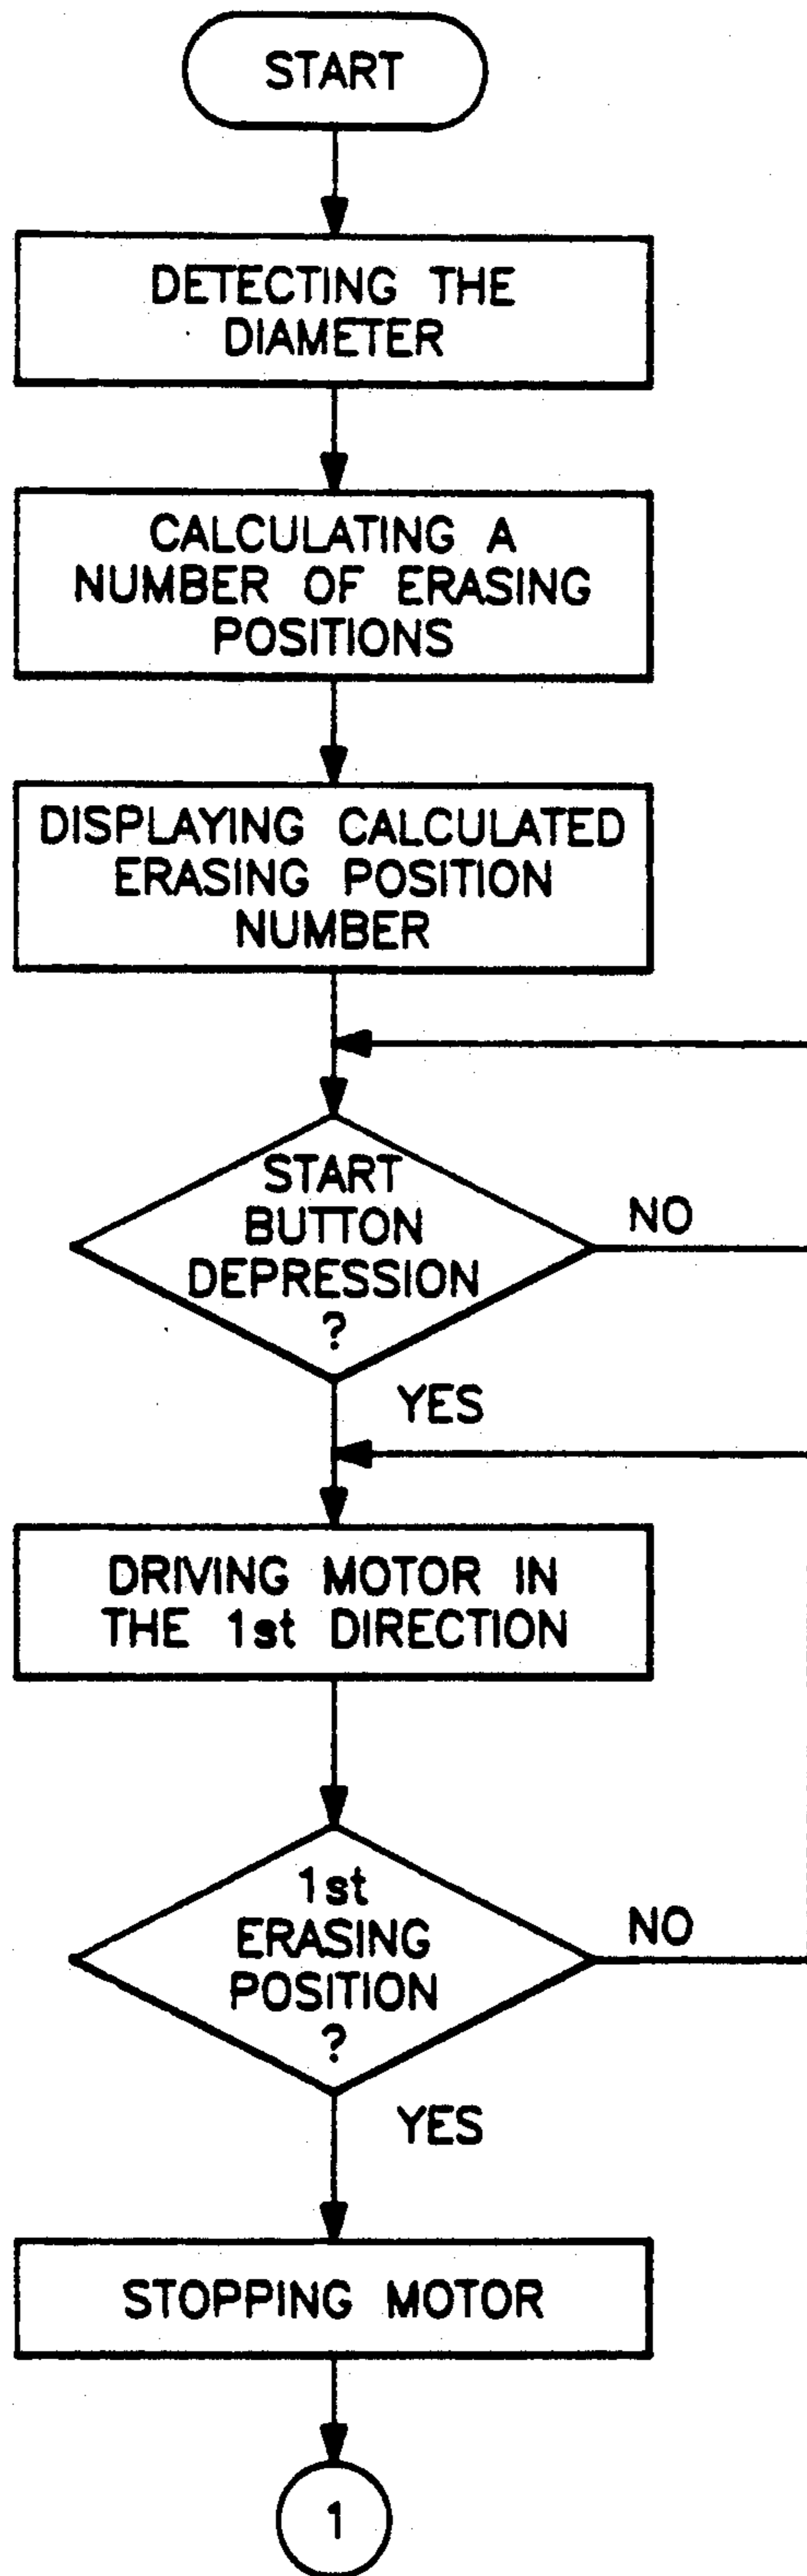 START
DETECTING THE
DIAMETER
CALCULATING A
NUMBER OF ERASING
POSITIONS
DISPLAYING CALCULATED
ERASING POSITION
NUMBER
START
BUTTON
DEPRESSION
?
NO
YES
DRIVING MOTOR IN
THE 1st DIRECTION
1st
ERASING
POSITION
?
NO
YES
STOPPING MOTOR
1